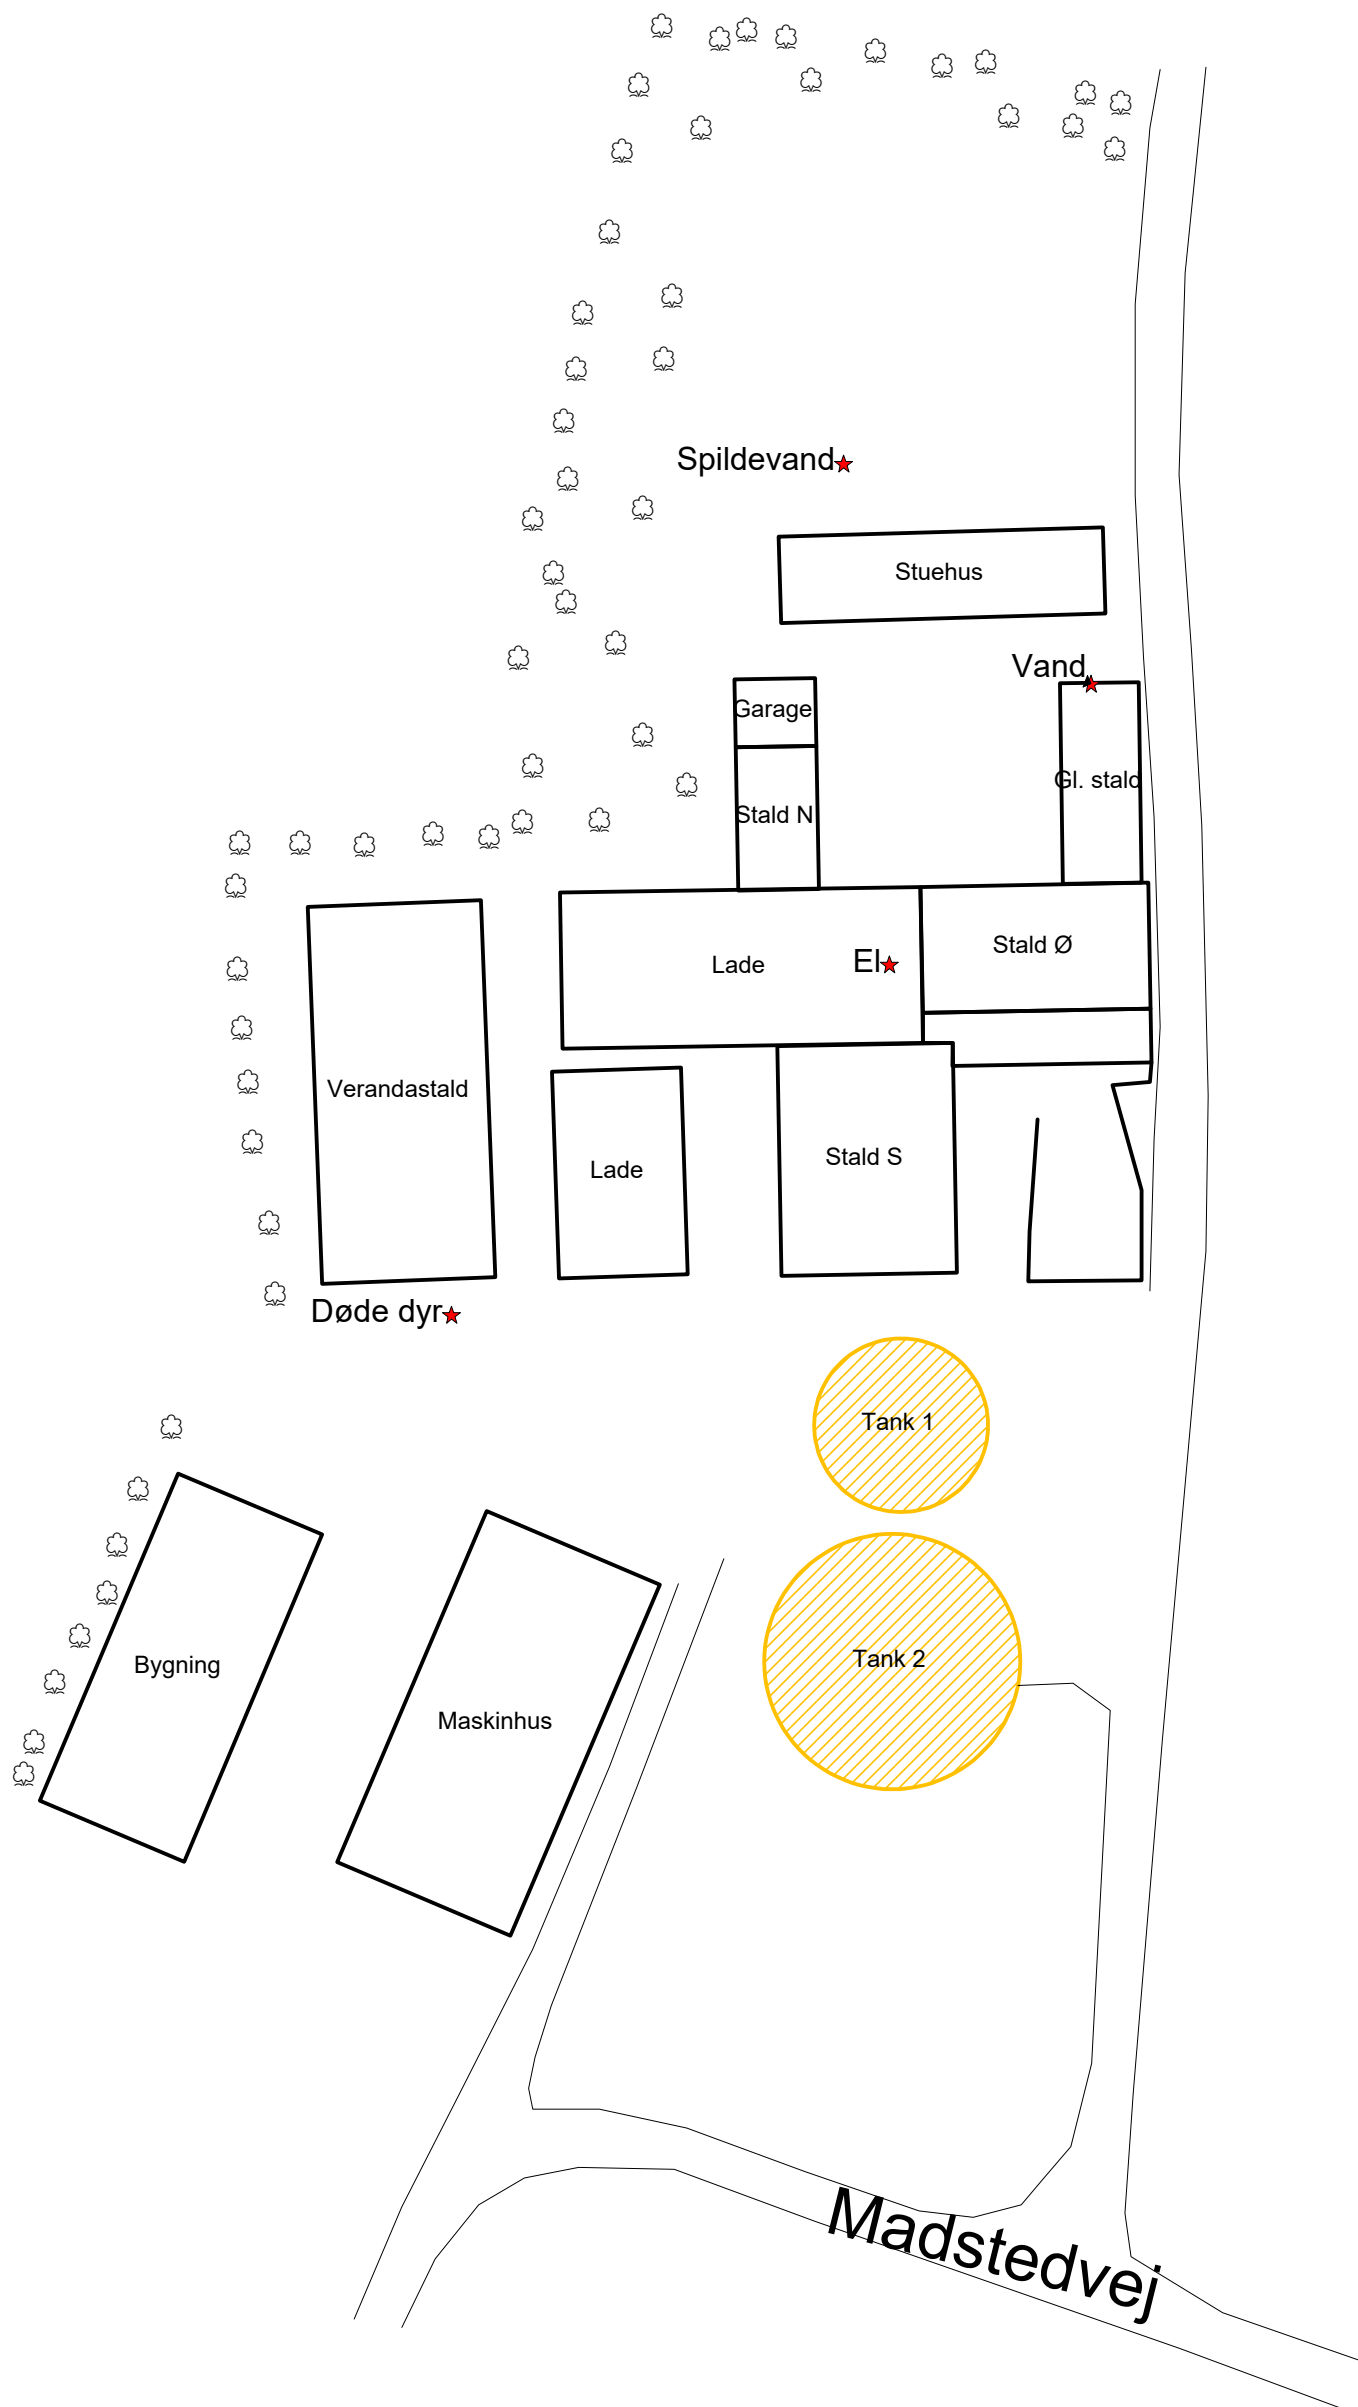 Spildevand
Stuehus
Vand
Garage
Gl. stald
Stald N
Stald Ø
El
Lade
Verandastald
Stald S
Lade
Døde dyr
Tank 1
Tank 2
Bygning
Maskinhus
Madstedvej